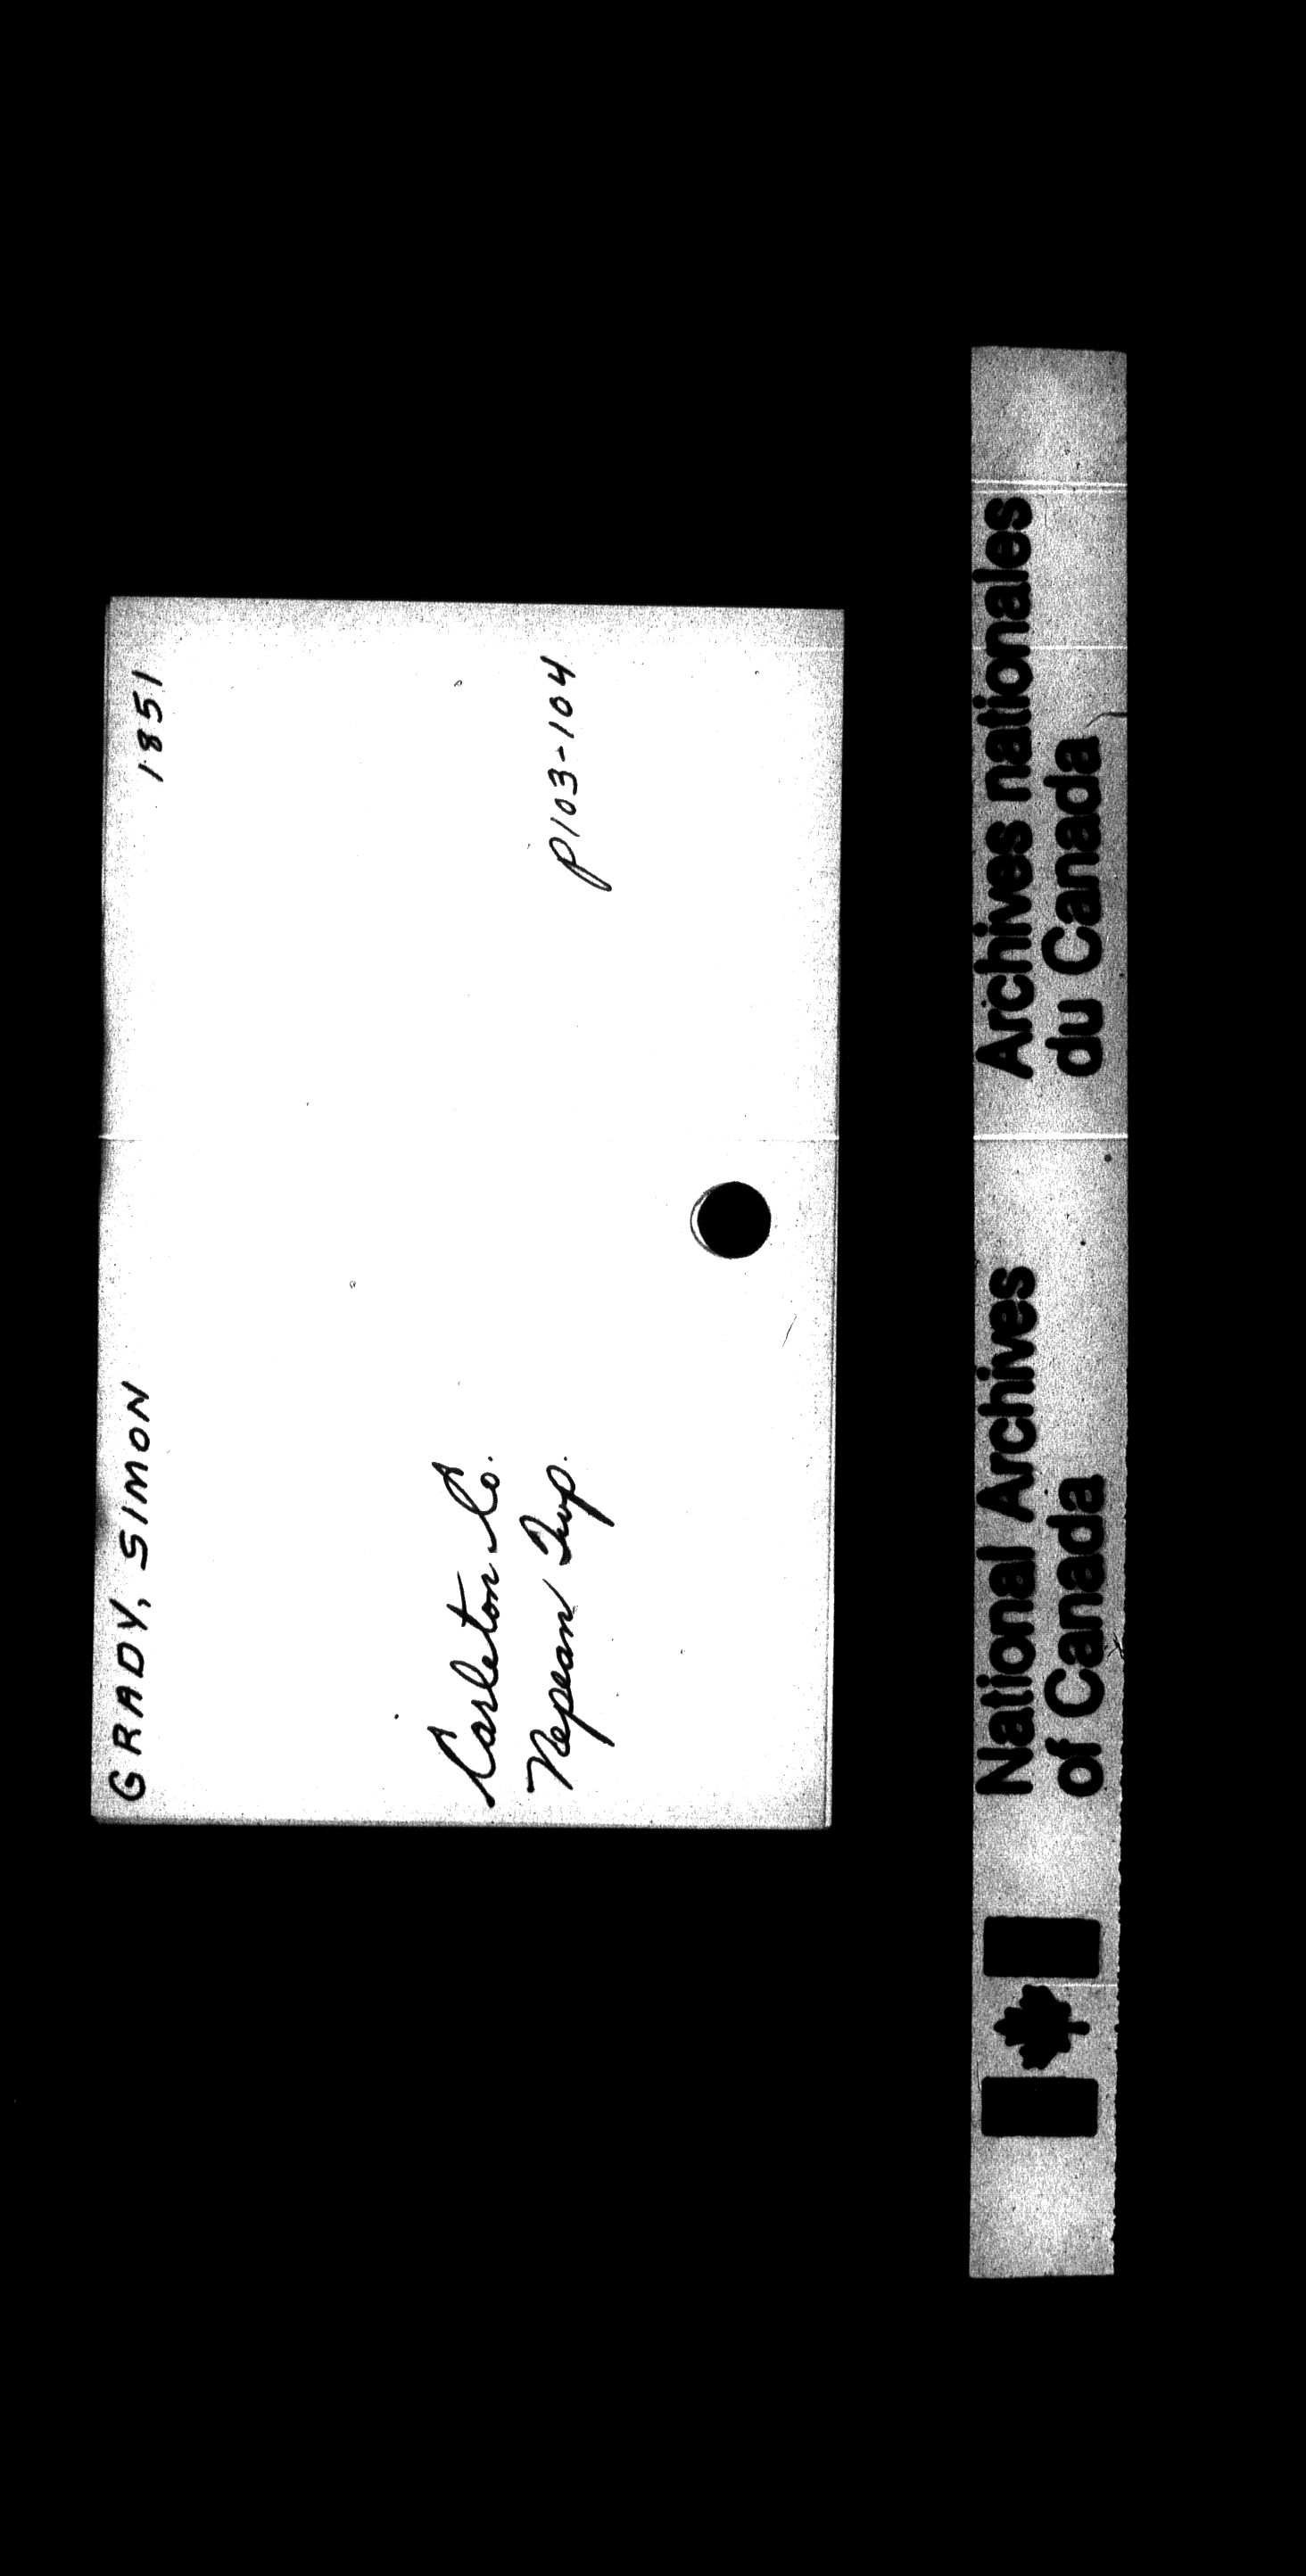 GRADY, SIMON 1851
Carleton Co.
Nepean Twp. p103-104
National Archives of Canada
Archives nationales du Canada